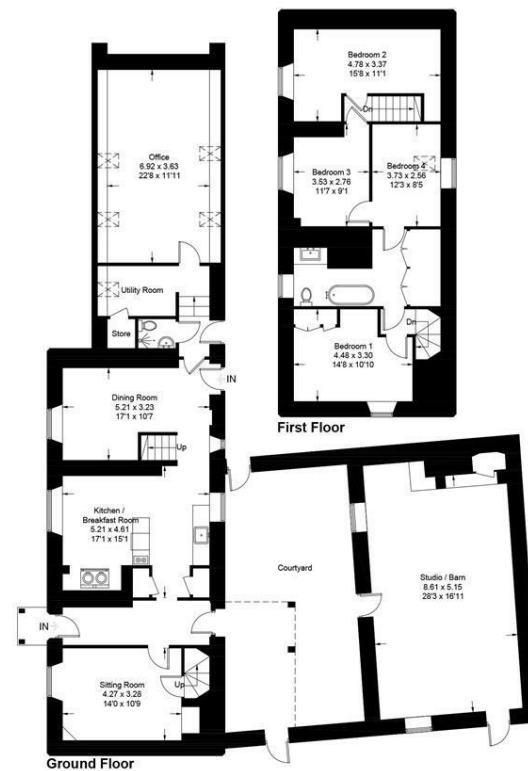 Office
6.92 x 3.63
22'8 x 11'11
Utility Room
Store
IN
Dining Room
5.21 x 3.23
17'1 x 10'7
Up
Kitchen /
Breakfast Room
5.21 x 4.61
17'1 x 15'1
IN
Sitting Room
4.27 x 3.28
14'0 x 10'9
Up
Ground Floor
Bedroom 2
4.78 x 3.37
15'8 x 11'1
Dn
Bedroom 3
3.53 x 2.76
11'7 x 9'1
Bedroom 4
3.73 x 2.56
12'3 x 8'5
Dn
Bedroom 1
4.48 x 3.30
14'8 x 10'10
First Floor
Courtyard
Studio / Barn
8.61 x 5.15
28'3 x 16'11